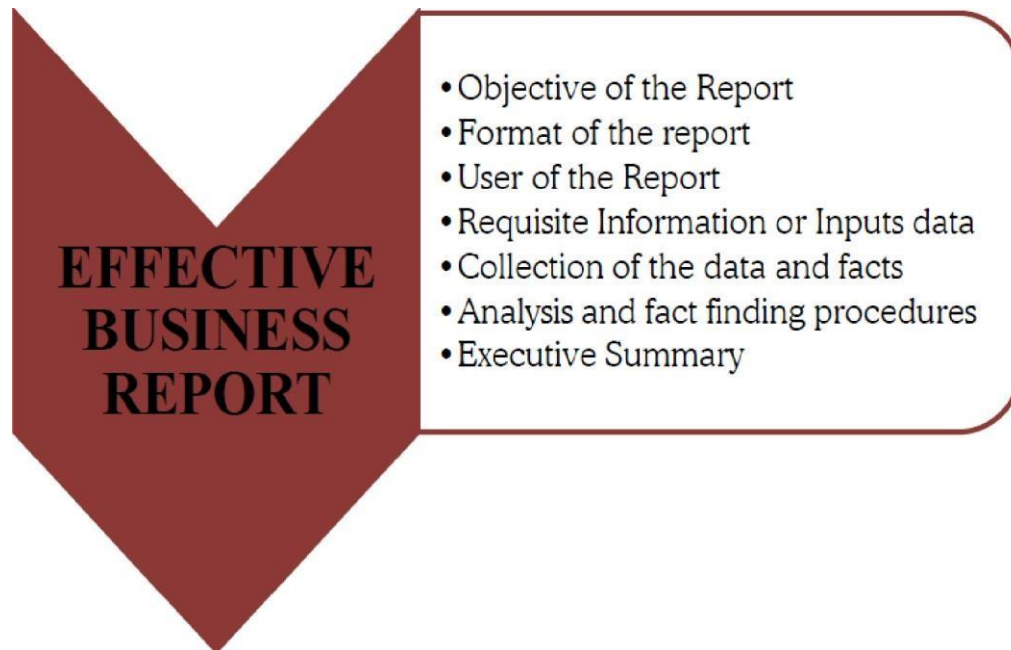 EFFECTIVE
BUSINESS
REPORT
• Objective of the Report
• Format of the report
• User of the Report
• Requisite Information or Inputs data
• Collection of the data and facts
• Analysis and fact finding procedures
• Executive Summary